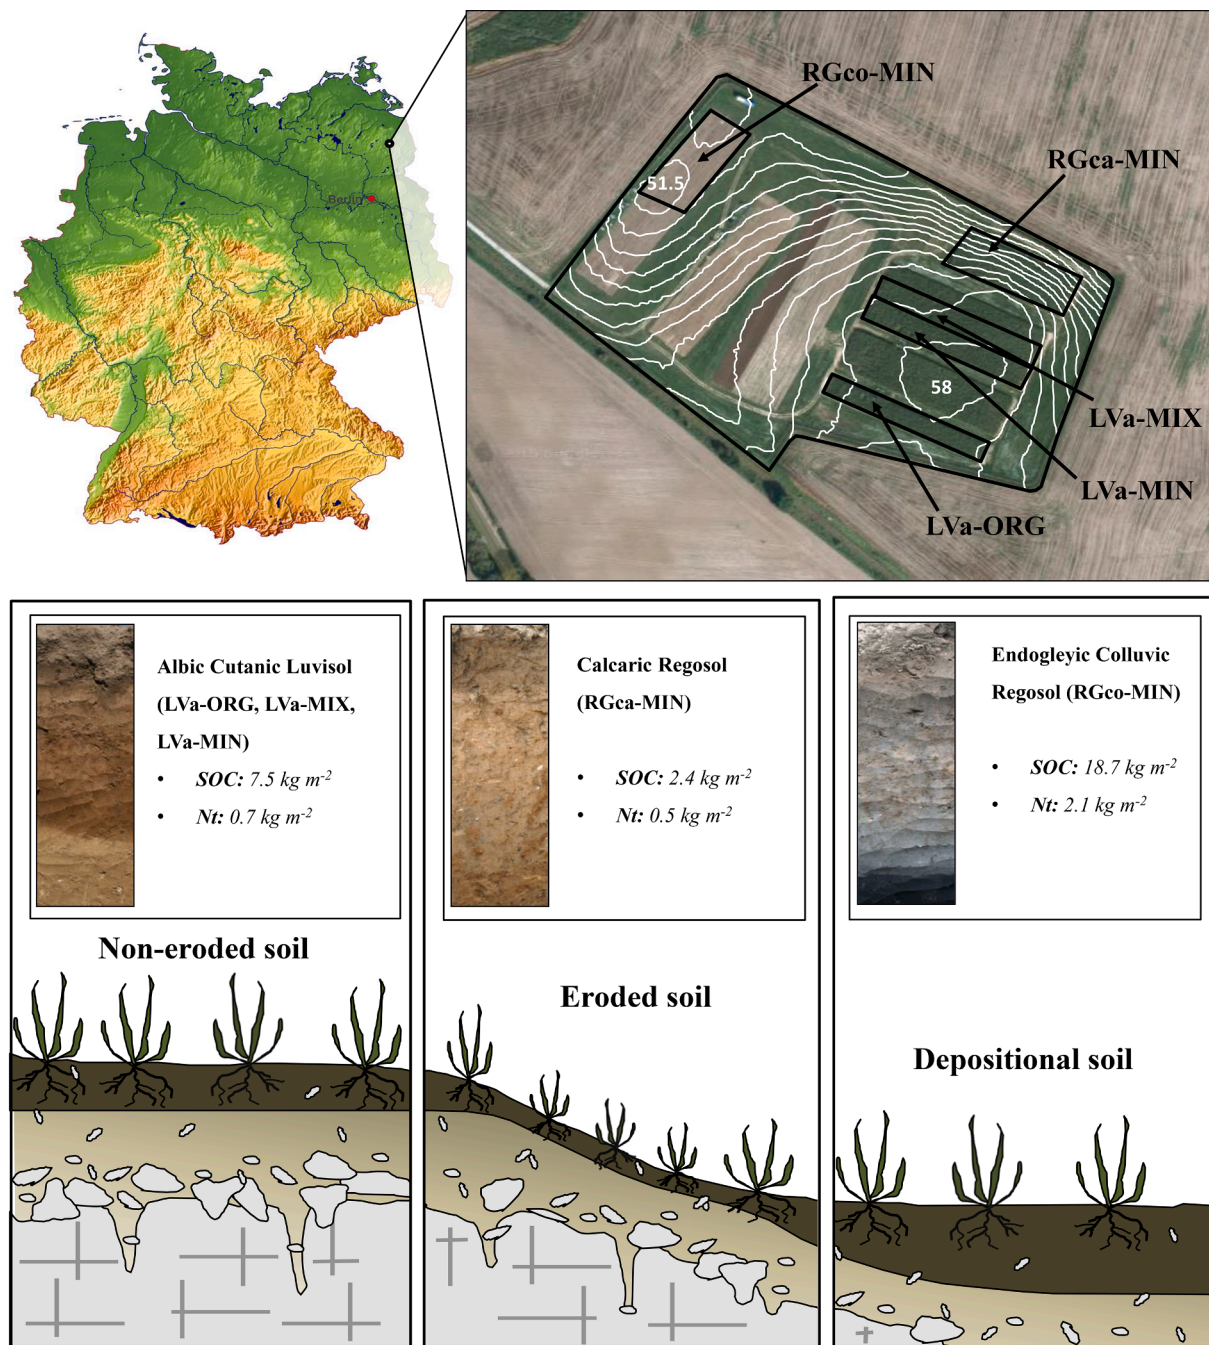 RGco-MIN
RGca-MIN
51.5
Berlin
58
LVa-MIX
LVa-MIN
LVa-ORG
Albic Cutanic Luvisol
(LVa-ORG, LVa-MIX,
LVa-MIN)
• SOC: 7.5 kg m-2
• Nt: 0.7 kg m-2
Calcaric Regosol
(RGca-MIN)
• SOC: 2.4 kg m-2
• Nt: 0.5 kg m-2
Endogleyic Colluvic
Regosol (RGco-MIN)
• SOC: 18.7 kg m-2
• Nt: 2.1 kg m-2
Non-eroded soil
Eroded soil
Depositional soil